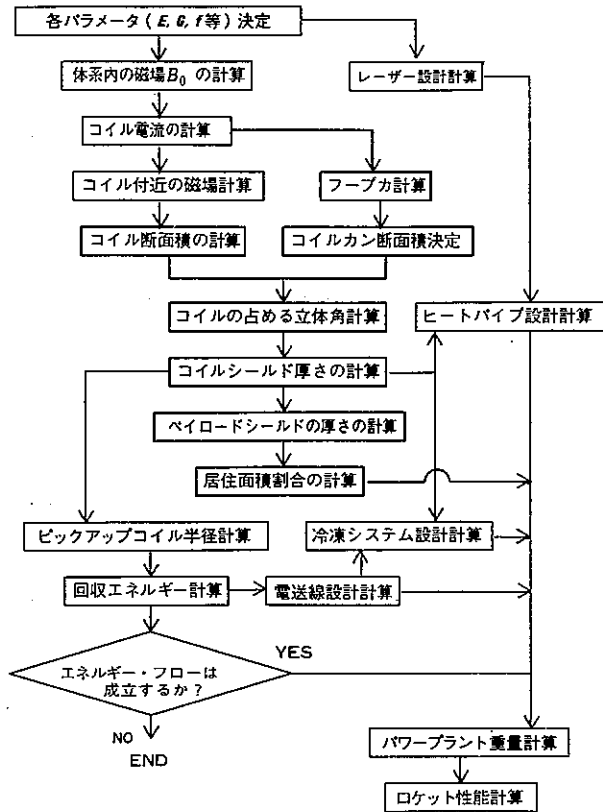 各パラメータ(E, G, f等)決定
体系内の磁場B₀の計算
レーザー設計計算
コイル電流の計算
コイル付近の磁場計算
フープカ計算
コイル断面積の計算
コイルカン断面積決定
コイルの占める立体角計算
ヒートパイプ設計計算
コイルシールド厚さの計算
ペイロードシールドの厚さの計算
居住面積割合の計算
ピックアップコイル半径計算
冷凍システム設計計算
回収エネルギー計算
電送線設計計算
エネルギー・フローは
成立するか?
YES
NO
END
パワープラント重量計算
ロケット性能計算